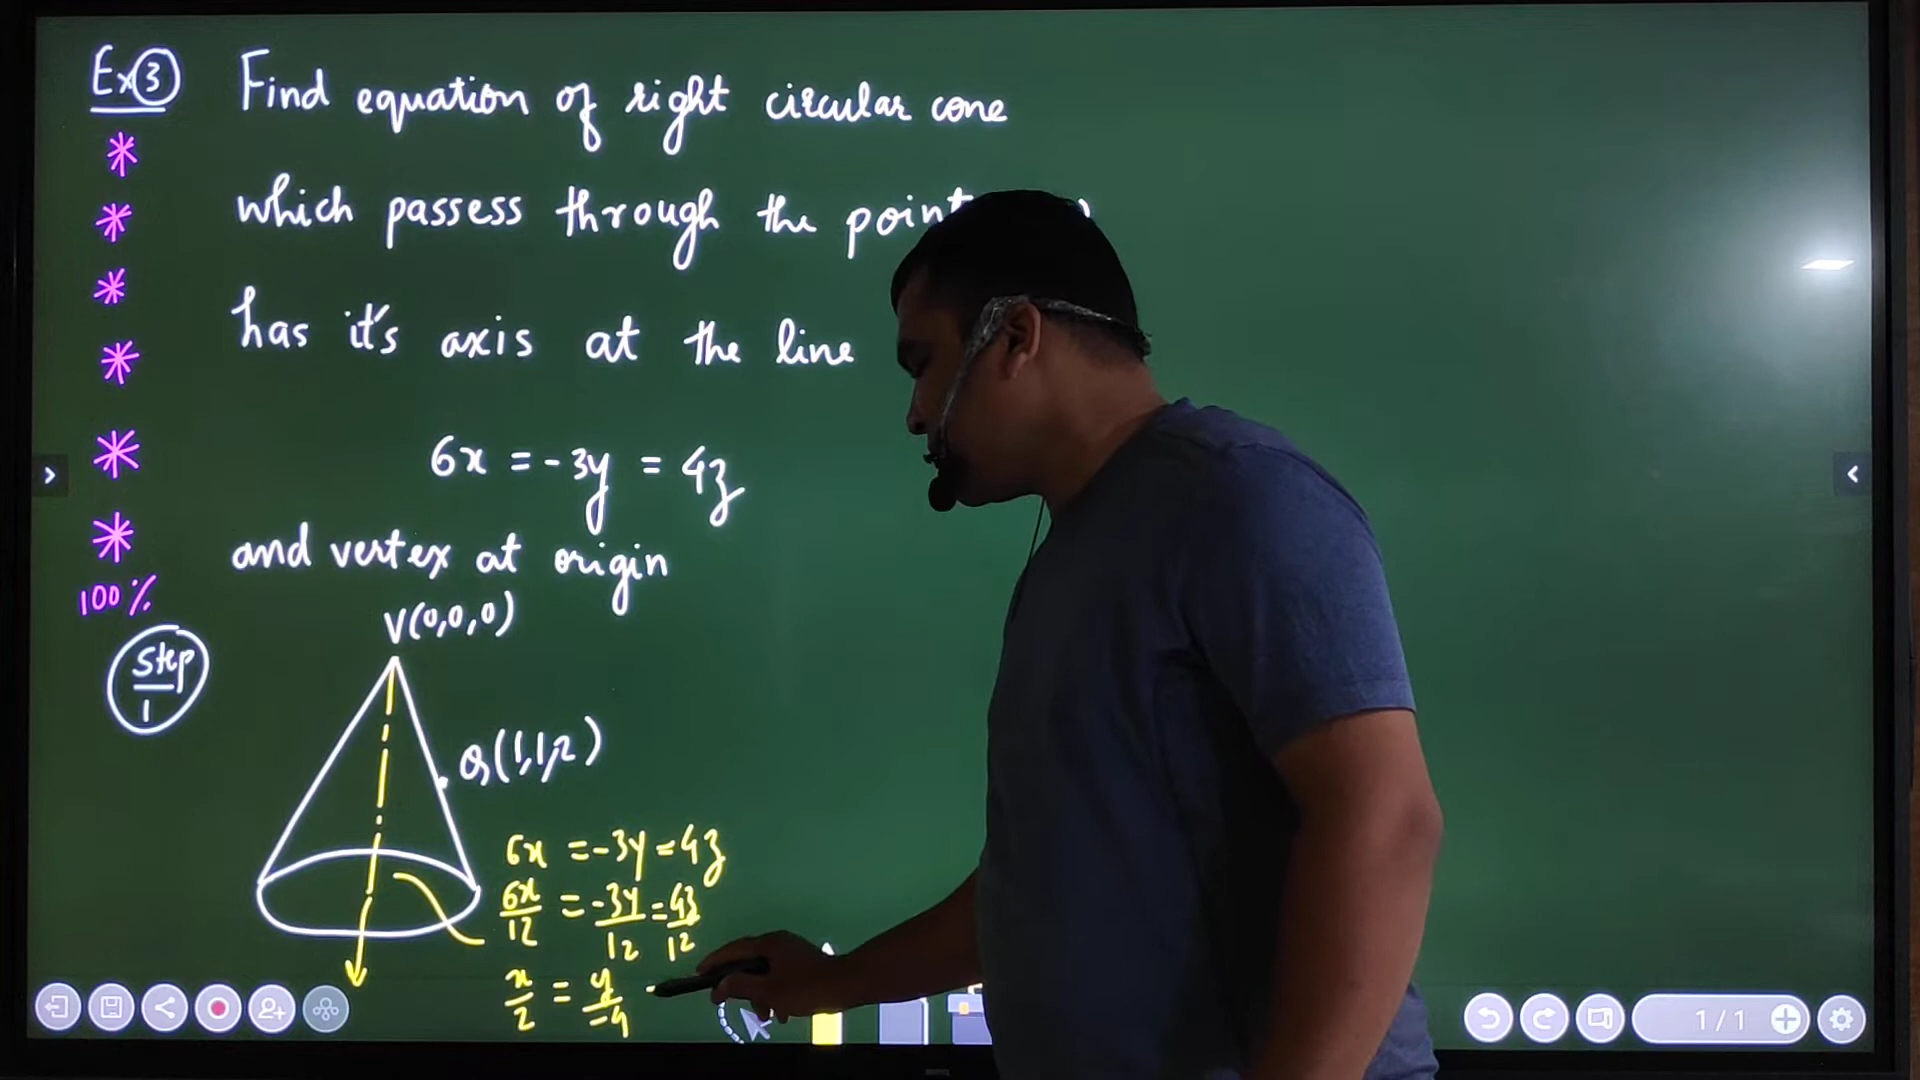 Ex 3 Find equation of right circular cone
which passess through the point
has it's axis at the line
6x = -3y = 4z
and vertex at origin
100%
Step 1
V(0,0,0)
Q(1,1,2)
6x = -3y = 4z
6x/12 = -3y/12 = 4z/12
x/2 = y/-4
1/1